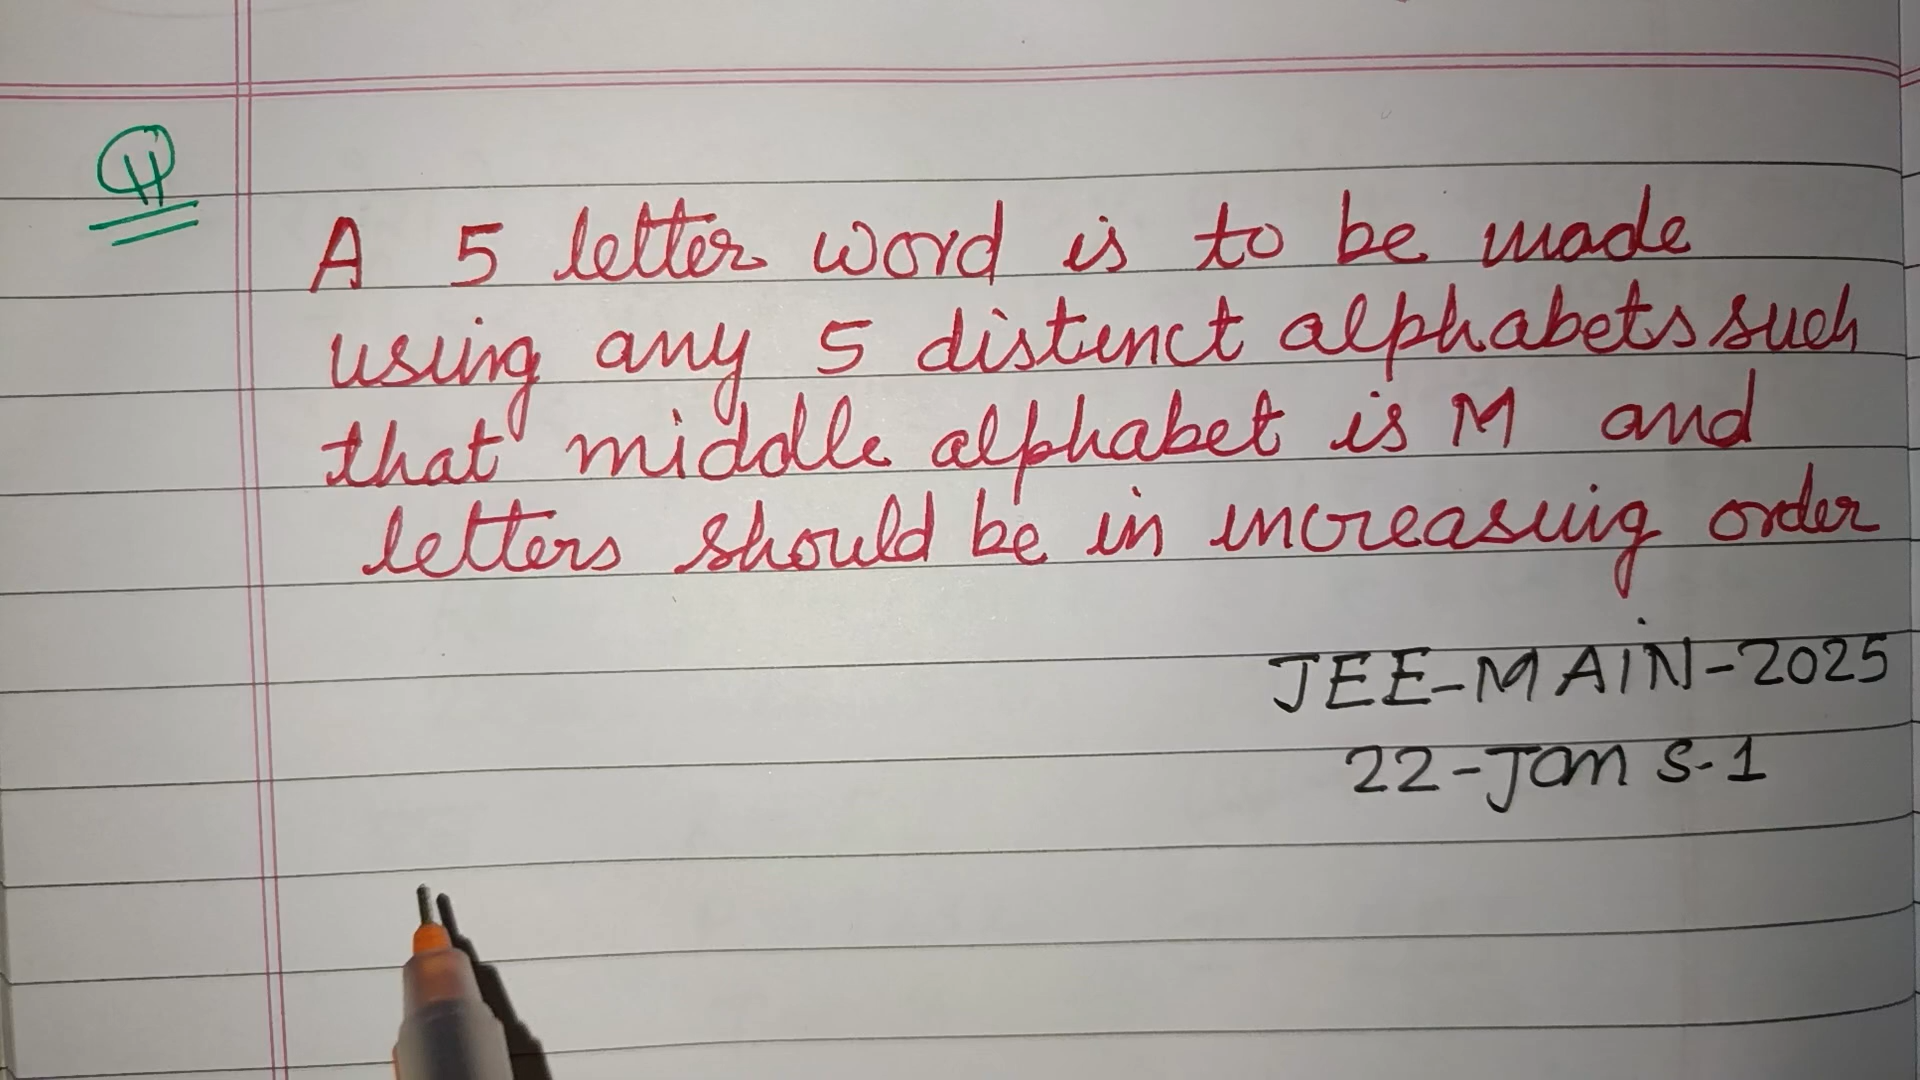 Q
A 5 letter word is to be made
using any 5 distinct alphabets such
that middle alphabet is M and
letters should be in increasing order
JEE-MAIN-2025
22-Jan S-1